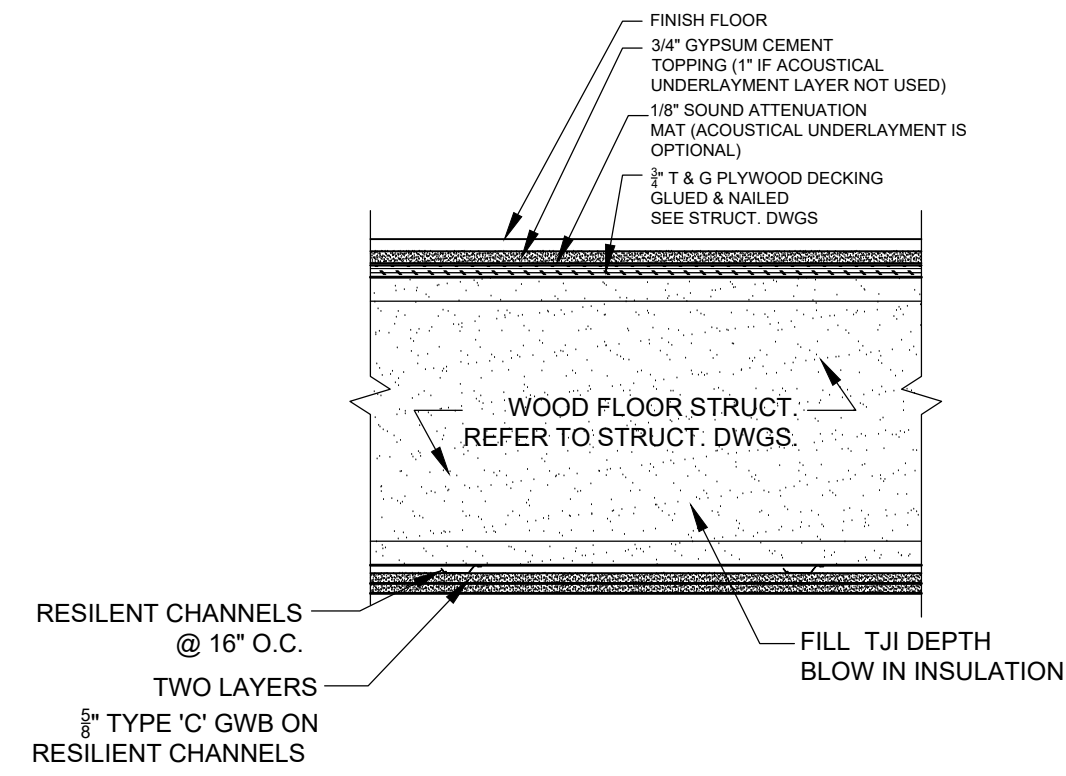 FINISH FLOOR
3/4" GYPSUM CEMENT
TOPPING (1" IF ACOUSTICAL
UNDERLAYMENT LAYER NOT USED)
1/8" SOUND ATTENUATION
MAT (ACOUSTICAL UNDERLAYMENT IS
OPTIONAL)
3/4" T & G PLYWOOD DECKING
GLUED & NAILED
SEE STRUCT. DWGS
WOOD FLOOR STRUCT.
REFER TO STRUCT. DWGS.
RESILENT CHANNELS
@ 16" O.C.
TWO LAYERS
5/8" TYPE 'C' GWB ON
RESILIENT CHANNELS
FILL TJI DEPTH
BLOW IN INSULATION